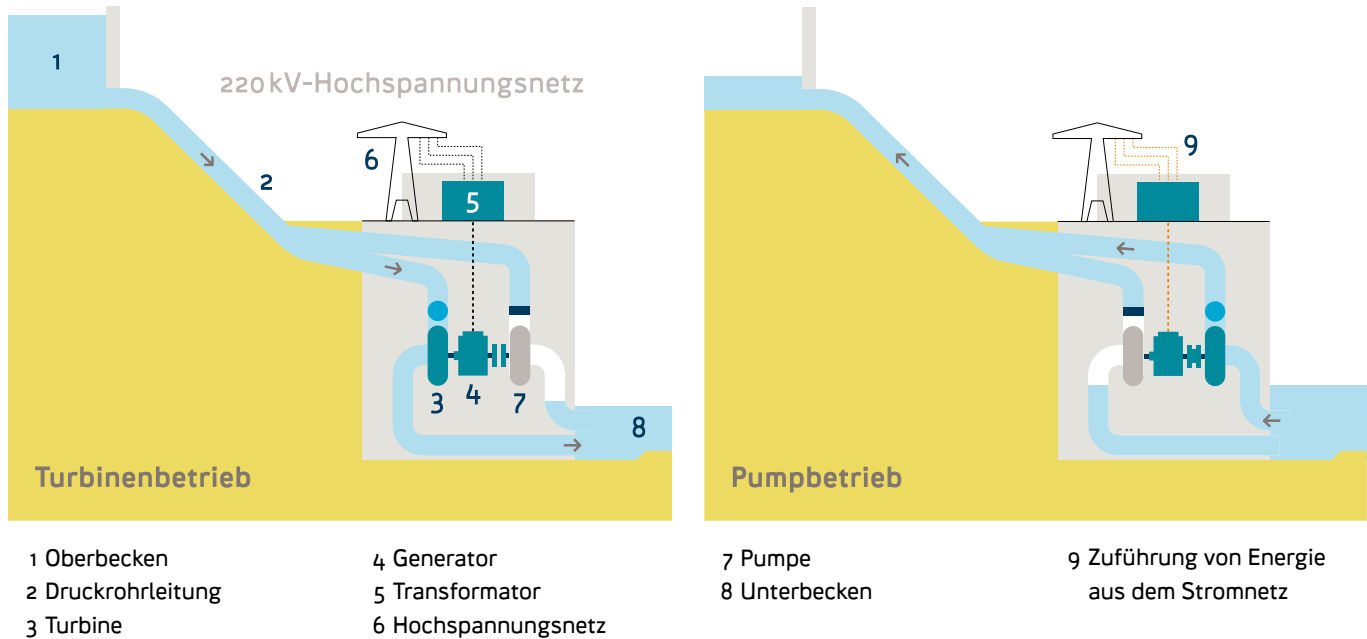 1
220 kV-Hochspannungsnetz
2
6
5
9
3
4
7
8
Turbinenbetrieb
Pumpbetrieb
1 Oberbecken
2 Druckrohrleitung
3 Turbine
4 Generator
5 Transformator
6 Hochspannungsnetz
7 Pumpe
8 Unterbecken
9 Zuführung von Energie
aus dem Stromnetz